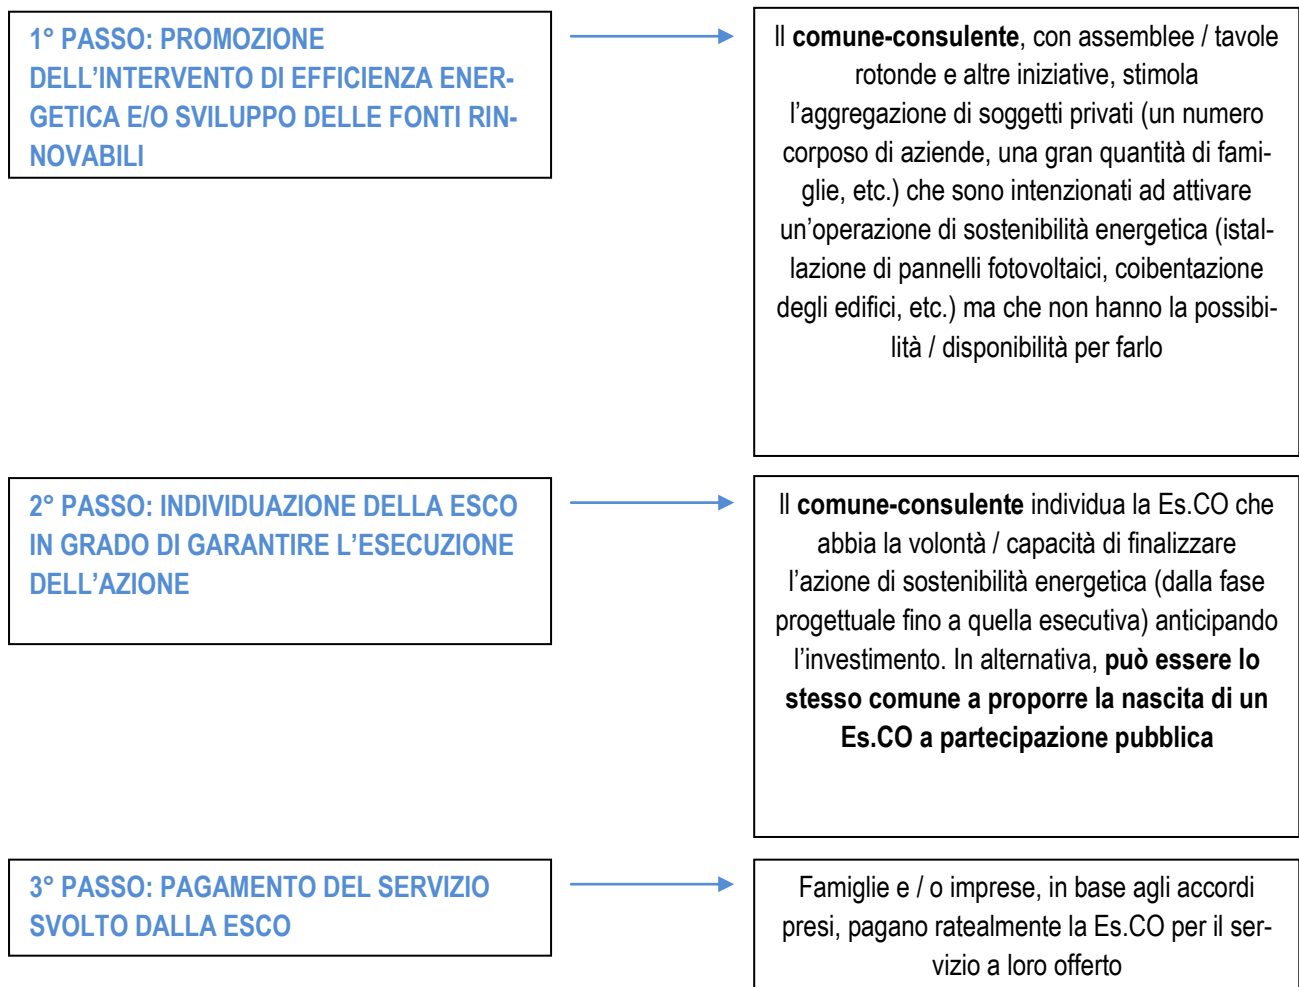 1° PASSO: PROMOZIONE
DELL’INTERVENTO DI EFFICIENZA ENER-
GETICA E/O SVILUPPO DELLE FONTI RIN-
NOVABILI
Il comune-consulente, con assemblee / tavole
rotonde e altre iniziative, stimola
l’aggregazione di soggetti privati (un numero
corposo di aziende, una gran quantità di fami-
glie, etc.) che sono intenzionati ad attivare
un’operazione di sostenibilità energetica (istal-
lazione di pannelli fotovoltaici, coibentazione
degli edifici, etc.) ma che non hanno la possibi-
lità / disponibilità per farlo
2° PASSO: INDIVIDUAZIONE DELLA ESCO
IN GRADO DI GARANTIRE L’ESECUZIONE
DELL’AZIONE
Il comune-consulente individua la Es.CO che
abbia la volontà / capacità di finalizzare
l’azione di sostenibilità energetica (dalla fase
progettuale fino a quella esecutiva) anticipando
l’investimento. In alternativa, può essere lo
stesso comune a proporre la nascita di un
Es.CO a partecipazione pubblica
3° PASSO: PAGAMENTO DEL SERVIZIO
SVOLTO DALLA ESCO
Famiglie e / o imprese, in base agli accordi
presi, pagano ratealmente la Es.CO per il ser-
vizio a loro offerto